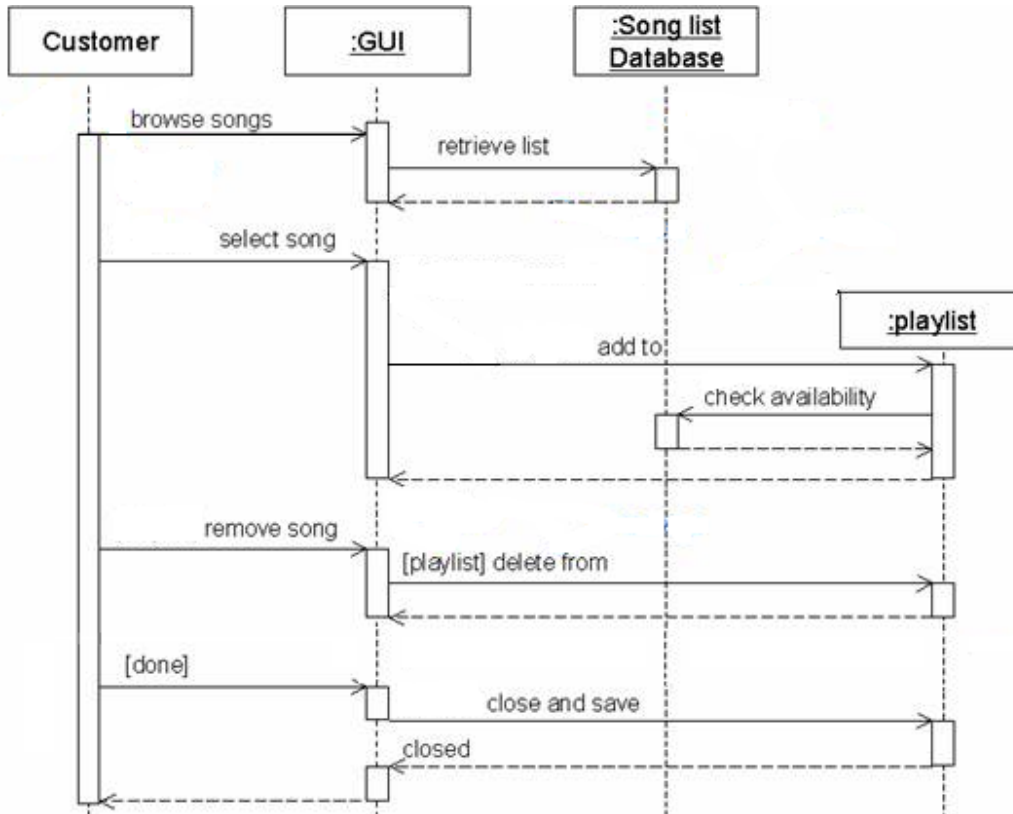 Customer
:GUI
:Song list
Database
browse songs
retrieve list
select song
:playlist
add to
check availability
remove song
[playlist] delete from
[done]
close and save
closed